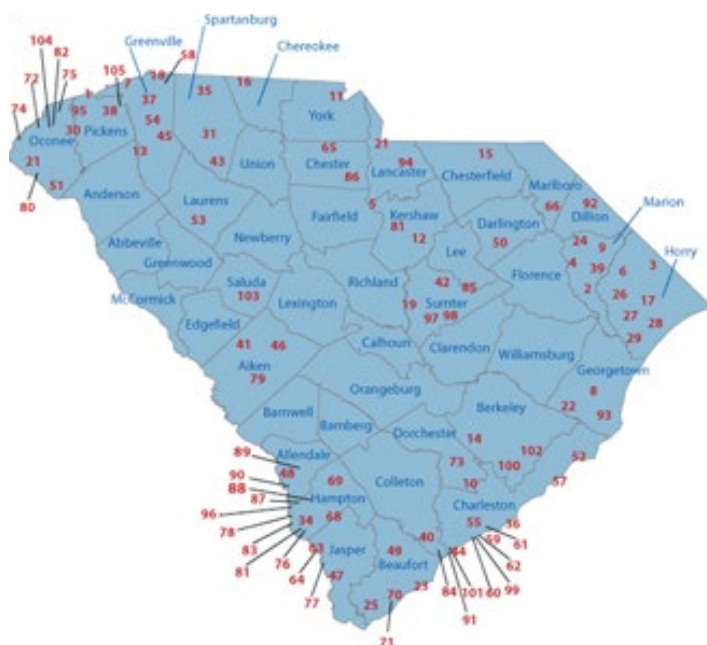 Spartanburg
104
82
Greenville
58
Chereokee
72
75
105
7
18
16
1
37
35
11
74
95
38
54
York
30
Pickens
45
31
65
21
Oconee
13
94
15
21
43
Union
Chester
Lancaster
51
86
Chesterfield
Marlboro
80
Anderson
Laurens
66
92
Dillion
53
Fairfield
5
Kershaw
Marion
81
Darlington
Abbeville
Newberry
12
50
24
9
Lee
Greenwood
4
39
6
3
Horry
Saluda
Richland
42
85
Florence
2
McCormick
103
Lexington
19
Sumter
26
17
97
98
27
28
Edgefield
41
46
Calhoun
Clarendon
Williamsburg
29
Aiken
Georgetown
79
Orangeburg
8
22
93
Barnwell
Bamberg
Berkeley
Dorchester
14
89
Allendale
102
52
48
73
100
90
69
Colleton
10
57
88
87
Hampton
Charleston
96
34
68
55
36
78
40
59
61
83
63
Jasper
49
44
62
81
76
Beaufort
64
47
23
84
101
60
99
77
25
70
91
71